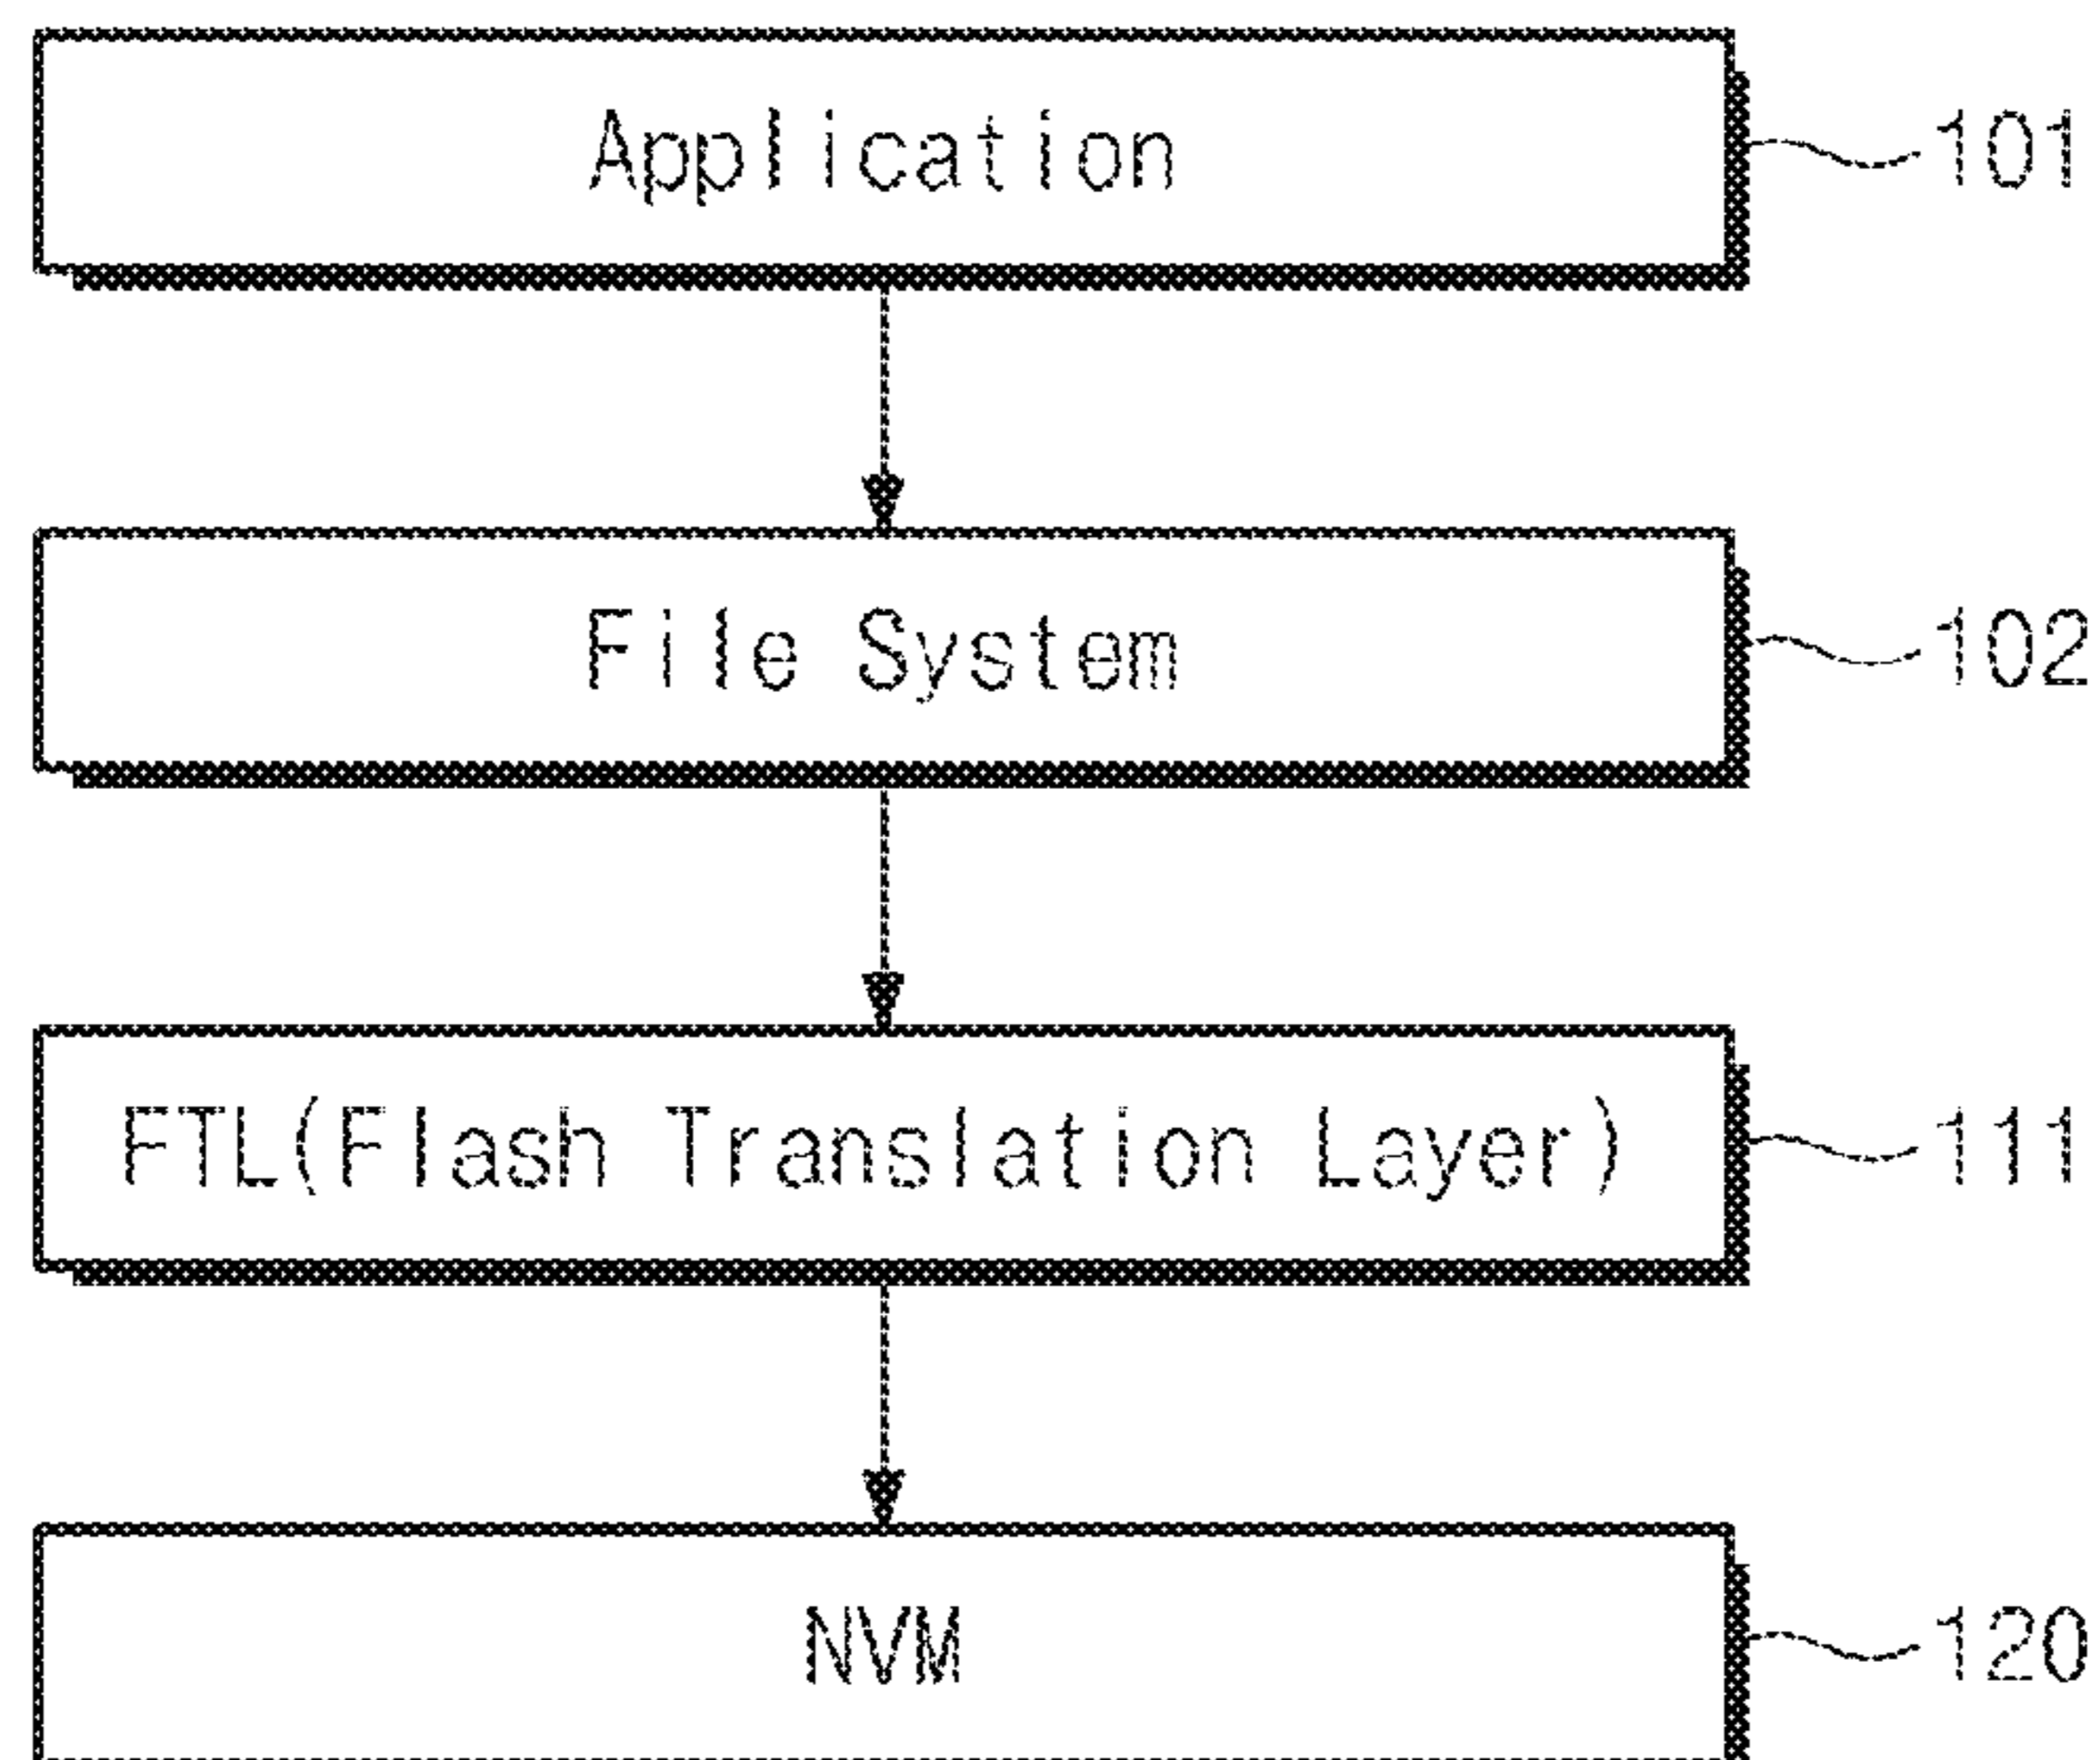 Application
101
File System
102
FTL(Flash Translation Layer)
111
NVM
120